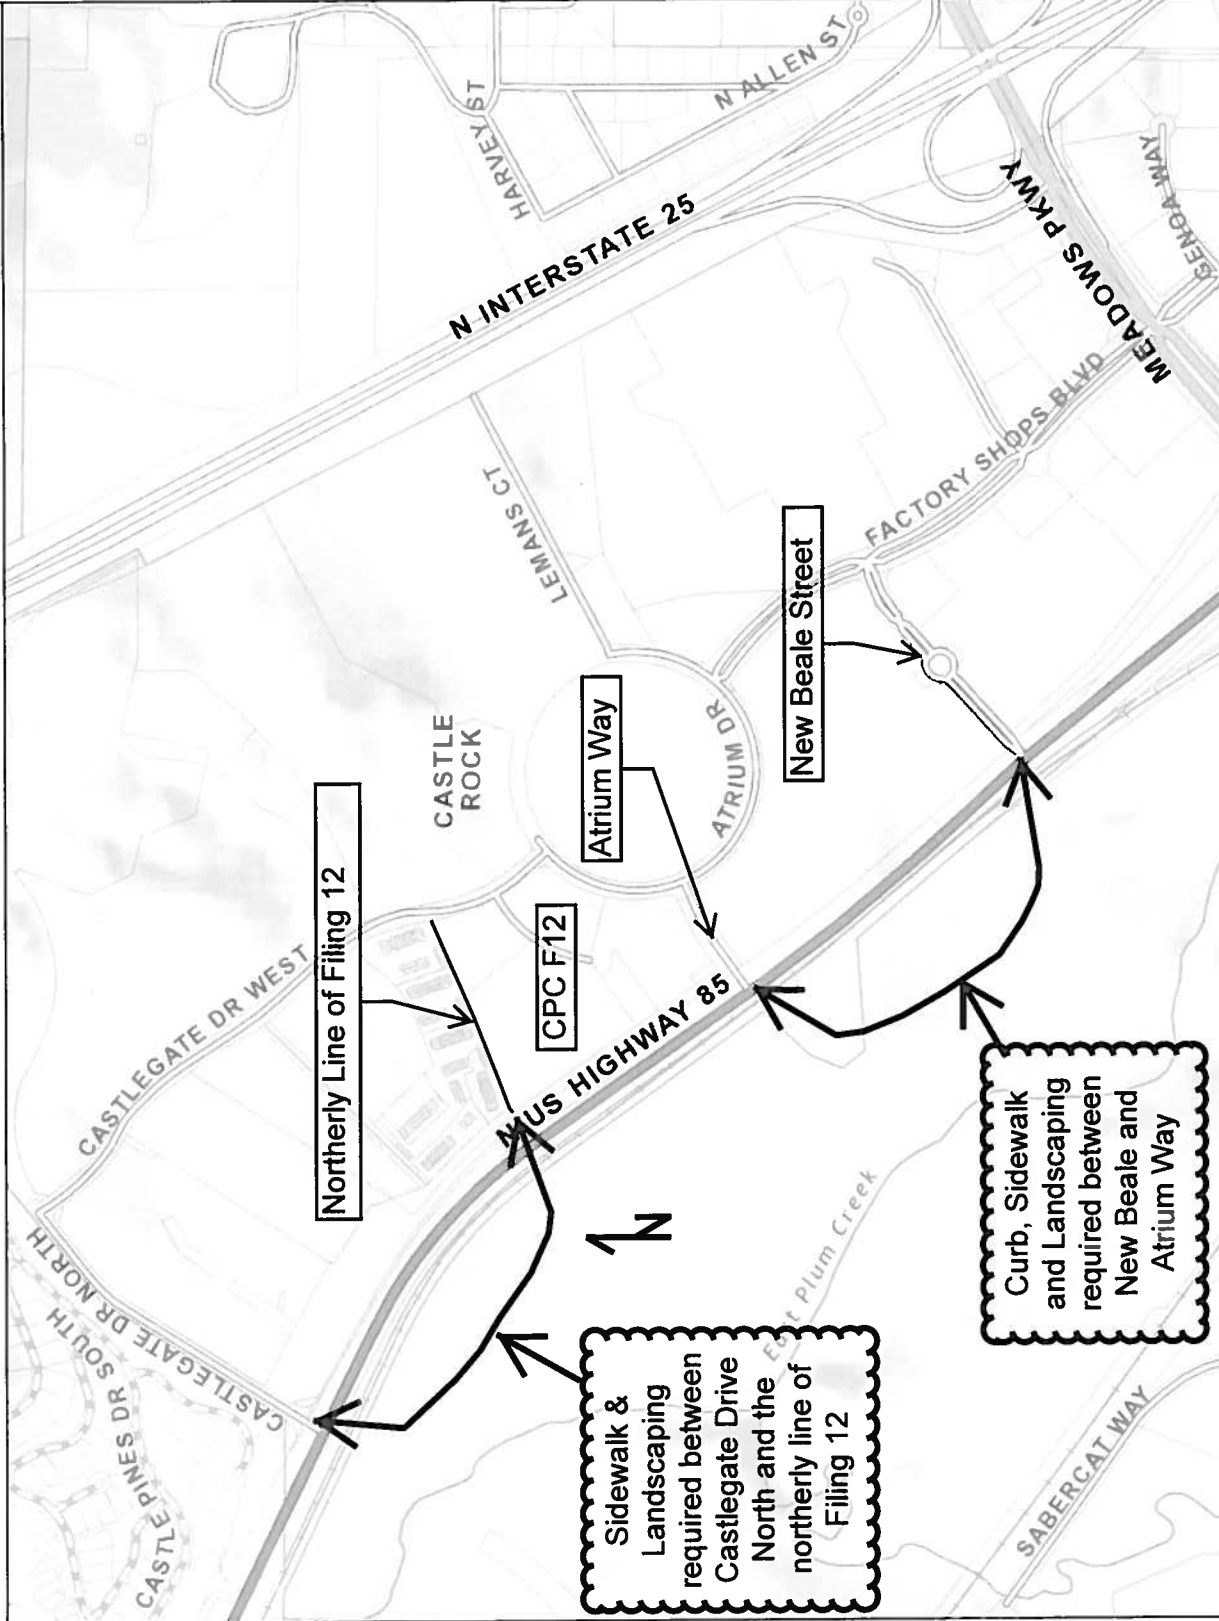 CASTLE PINES DR SOUTH
CASTLEGATE DR NORTH
CASTLEGATE DR WEST
Northerly Line of Filing 12
CASTLE
ROCK
CPC F12
N US HIGHWAY 85
N
Sidewalk &
Landscaping
required between
Castlegate Drive
North and the
northerly line of
Filing 12
East Plum Creek
SABERCAT WAY
Curb, Sidewalk
and Landscaping
required between
New Beale and
Atrium Way
Atrium Way
ATRIUM DR
LEMANS CT
New Beale Street
FACTORY SHOPS BLVD
N INTERSTATE 25
HARVEY ST
N ALLEN ST
MEADOWS PKWY
GENOA WAY